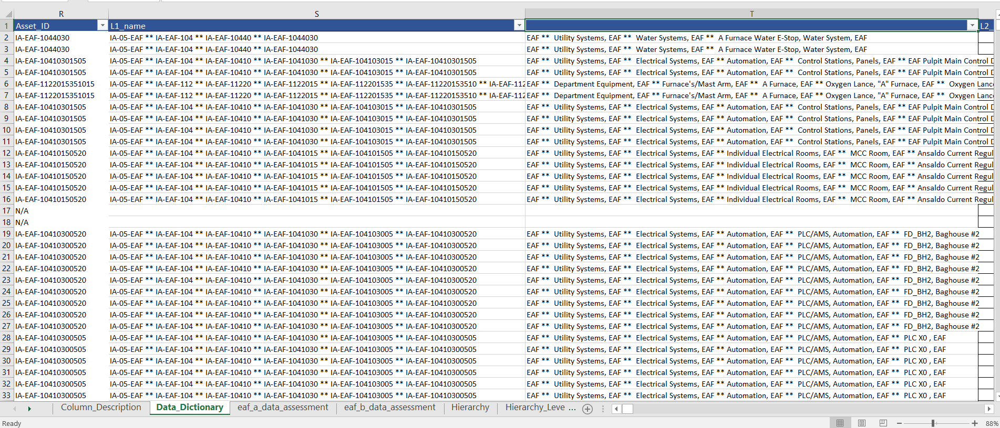 R S T
1 Asset_ID L1_name L2_
2 IA-EAF-1044030 IA-05-EAF ** IA-EAF-104 ** IA-EAF-10440 ** IA-EAF-1044030 EAF ** Utility Systems, EAF ** Water Systems, EAF ** A Furnace Water E-Stop, Water System, EAF
3 IA-EAF-1044030 IA-05-EAF ** IA-EAF-104 ** IA-EAF-10440 ** IA-EAF-1044030 EAF ** Utility Systems, EAF ** Water Systems, EAF ** A Furnace Water E-Stop, Water System, EAF
4 IA-EAF-10410301505 IA-05-EAF ** IA-EAF-104 ** IA-EAF-10410 ** IA-EAF-1041030 ** IA-EAF-104103015 ** IA-EAF-10410301505 EAF ** Utility Systems, EAF ** Electrical Systems, EAF ** Automation, EAF ** Control Stations, Panels, EAF ** EAF Pulpit Main Control D
5 IA-EAF-10410301505 IA-05-EAF ** IA-EAF-104 ** IA-EAF-10410 ** IA-EAF-1041030 ** IA-EAF-104103015 ** IA-EAF-10410301505 EAF ** Utility Systems, EAF ** Electrical Systems, EAF ** Automation, EAF ** Control Stations, Panels, EAF ** EAF Pulpit Main Control D
6 IA-EAF-1122015351015 IA-05-EAF ** IA-EAF-112 ** IA-EAF-11220 ** IA-EAF-1122015 ** IA-EAF-112201535 ** IA-EAF-11220153510 ** IA-EAF-112 EAF ** Department Equipment, EAF ** Furnace's/Mast Arm, EAF ** A Furnace, EAF ** Oxygen Lance, "A" Furnace, EAF ** Oxygen Lance
7 IA-EAF-1122015351015 IA-05-EAF ** IA-EAF-112 ** IA-EAF-11220 ** IA-EAF-1122015 ** IA-EAF-112201535 ** IA-EAF-11220153510 ** IA-EAF-112 EAF ** Department Equipment, EAF ** Furnace's/Mast Arm, EAF ** A Furnace, EAF ** Oxygen Lance, "A" Furnace, EAF ** Oxygen Lance
8 IA-EAF-10410301505 IA-05-EAF ** IA-EAF-104 ** IA-EAF-10410 ** IA-EAF-1041030 ** IA-EAF-104103015 ** IA-EAF-10410301505 EAF ** Utility Systems, EAF ** Electrical Systems, EAF ** Automation, EAF ** Control Stations, Panels, EAF ** EAF Pulpit Main Control D
9 IA-EAF-10410301505 IA-05-EAF ** IA-EAF-104 ** IA-EAF-10410 ** IA-EAF-1041030 ** IA-EAF-104103015 ** IA-EAF-10410301505 EAF ** Utility Systems, EAF ** Electrical Systems, EAF ** Automation, EAF ** Control Stations, Panels, EAF ** EAF Pulpit Main Control D
10 IA-EAF-10410301505 IA-05-EAF ** IA-EAF-104 ** IA-EAF-10410 ** IA-EAF-1041030 ** IA-EAF-104103015 ** IA-EAF-10410301505 EAF ** Utility Systems, EAF ** Electrical Systems, EAF ** Automation, EAF ** Control Stations, Panels, EAF ** EAF Pulpit Main Control D
11 IA-EAF-10410301505 IA-05-EAF ** IA-EAF-104 ** IA-EAF-10410 ** IA-EAF-1041030 ** IA-EAF-104103015 ** IA-EAF-10410301505 EAF ** Utility Systems, EAF ** Electrical Systems, EAF ** Automation, EAF ** Control Stations, Panels, EAF ** EAF Pulpit Main Control D
12 IA-EAF-10410150520 IA-05-EAF ** IA-EAF-104 ** IA-EAF-10410 ** IA-EAF-1041015 ** IA-EAF-104101505 ** IA-EAF-10410150520 EAF ** Utility Systems, EAF ** Electrical Systems, EAF ** Individual Electrical Rooms, EAF ** MCC Room, EAF ** Ansaldo Current Regul
13 IA-EAF-10410150520 IA-05-EAF ** IA-EAF-104 ** IA-EAF-10410 ** IA-EAF-1041015 ** IA-EAF-104101505 ** IA-EAF-10410150520 EAF ** Utility Systems, EAF ** Electrical Systems, EAF ** Individual Electrical Rooms, EAF ** MCC Room, EAF ** Ansaldo Current Regul
14 IA-EAF-10410150520 IA-05-EAF ** IA-EAF-104 ** IA-EAF-10410 ** IA-EAF-1041015 ** IA-EAF-104101505 ** IA-EAF-10410150520 EAF ** Utility Systems, EAF ** Electrical Systems, EAF ** Individual Electrical Rooms, EAF ** MCC Room, EAF ** Ansaldo Current Regul
15 IA-EAF-10410150520 IA-05-EAF ** IA-EAF-104 ** IA-EAF-10410 ** IA-EAF-1041015 ** IA-EAF-104101505 ** IA-EAF-10410150520 EAF ** Utility Systems, EAF ** Electrical Systems, EAF ** Individual Electrical Rooms, EAF ** MCC Room, EAF ** Ansaldo Current Regul
16 IA-EAF-10410150520 IA-05-EAF ** IA-EAF-104 ** IA-EAF-10410 ** IA-EAF-1041015 ** IA-EAF-104101505 ** IA-EAF-10410150520 EAF ** Utility Systems, EAF ** Electrical Systems, EAF ** Individual Electrical Rooms, EAF ** MCC Room, EAF ** Ansaldo Current Regul
17 N/A
18 N/A
19 IA-EAF-10410300520 IA-05-EAF ** IA-EAF-104 ** IA-EAF-10410 ** IA-EAF-1041030 ** IA-EAF-104103005 ** IA-EAF-10410300520 EAF ** Utility Systems, EAF ** Electrical Systems, EAF ** Automation, EAF ** PLC/AMS, Automation, EAF ** FD_BH2, Baghouse #2
20 IA-EAF-10410300520 IA-05-EAF ** IA-EAF-104 ** IA-EAF-10410 ** IA-EAF-1041030 ** IA-EAF-104103005 ** IA-EAF-10410300520 EAF ** Utility Systems, EAF ** Electrical Systems, EAF ** Automation, EAF ** PLC/AMS, Automation, EAF ** FD_BH2, Baghouse #2
21 IA-EAF-10410300520 IA-05-EAF ** IA-EAF-104 ** IA-EAF-10410 ** IA-EAF-1041030 ** IA-EAF-104103005 ** IA-EAF-10410300520 EAF ** Utility Systems, EAF ** Electrical Systems, EAF ** Automation, EAF ** PLC/AMS, Automation, EAF ** FD_BH2, Baghouse #2
22 IA-EAF-10410300520 IA-05-EAF ** IA-EAF-104 ** IA-EAF-10410 ** IA-EAF-1041030 ** IA-EAF-104103005 ** IA-EAF-10410300520 EAF ** Utility Systems, EAF ** Electrical Systems, EAF ** Automation, EAF ** PLC/AMS, Automation, EAF ** FD_BH2, Baghouse #2
23 IA-EAF-10410300520 IA-05-EAF ** IA-EAF-104 ** IA-EAF-10410 ** IA-EAF-1041030 ** IA-EAF-104103005 ** IA-EAF-10410300520 EAF ** Utility Systems, EAF ** Electrical Systems, EAF ** Automation, EAF ** PLC/AMS, Automation, EAF ** FD_BH2, Baghouse #2
24 IA-EAF-10410300520 IA-05-EAF ** IA-EAF-104 ** IA-EAF-10410 ** IA-EAF-1041030 ** IA-EAF-104103005 ** IA-EAF-10410300520 EAF ** Utility Systems, EAF ** Electrical Systems, EAF ** Automation, EAF ** PLC/AMS, Automation, EAF ** FD_BH2, Baghouse #2
25 IA-EAF-10410300520 IA-05-EAF ** IA-EAF-104 ** IA-EAF-10410 ** IA-EAF-1041030 ** IA-EAF-104103005 ** IA-EAF-10410300520 EAF ** Utility Systems, EAF ** Electrical Systems, EAF ** Automation, EAF ** PLC/AMS, Automation, EAF ** FD_BH2, Baghouse #2
26 IA-EAF-10410300520 IA-05-EAF ** IA-EAF-104 ** IA-EAF-10410 ** IA-EAF-1041030 ** IA-EAF-104103005 ** IA-EAF-10410300520 EAF ** Utility Systems, EAF ** Electrical Systems, EAF ** Automation, EAF ** PLC/AMS, Automation, EAF ** FD_BH2, Baghouse #2
27 IA-EAF-10410300520 IA-05-EAF ** IA-EAF-104 ** IA-EAF-10410 ** IA-EAF-1041030 ** IA-EAF-104103005 ** IA-EAF-10410300520 EAF ** Utility Systems, EAF ** Electrical Systems, EAF ** Automation, EAF ** PLC/AMS, Automation, EAF ** FD_BH2, Baghouse #2
28 IA-EAF-10410300505 IA-05-EAF ** IA-EAF-104 ** IA-EAF-10410 ** IA-EAF-1041030 ** IA-EAF-104103005 ** IA-EAF-10410300505 EAF ** Utility Systems, EAF ** Electrical Systems, EAF ** Automation, EAF ** PLC/AMS, Automation, EAF ** PLC X0 , EAF
29 IA-EAF-10410300505 IA-05-EAF ** IA-EAF-104 ** IA-EAF-10410 ** IA-EAF-1041030 ** IA-EAF-104103005 ** IA-EAF-10410300505 EAF ** Utility Systems, EAF ** Electrical Systems, EAF ** Automation, EAF ** PLC/AMS, Automation, EAF ** PLC X0 , EAF
30 IA-EAF-10410300505 IA-05-EAF ** IA-EAF-104 ** IA-EAF-10410 ** IA-EAF-1041030 ** IA-EAF-104103005 ** IA-EAF-10410300505 EAF ** Utility Systems, EAF ** Electrical Systems, EAF ** Automation, EAF ** PLC/AMS, Automation, EAF ** PLC X0 , EAF
31 IA-EAF-10410300505 IA-05-EAF ** IA-EAF-104 ** IA-EAF-10410 ** IA-EAF-1041030 ** IA-EAF-104103005 ** IA-EAF-10410300505 EAF ** Utility Systems, EAF ** Electrical Systems, EAF ** Automation, EAF ** PLC/AMS, Automation, EAF ** PLC X0 , EAF
32 IA-EAF-10410300505 IA-05-EAF ** IA-EAF-104 ** IA-EAF-10410 ** IA-EAF-1041030 ** IA-EAF-104103005 ** IA-EAF-10410300505 EAF ** Utility Systems, EAF ** Electrical Systems, EAF ** Automation, EAF ** PLC/AMS, Automation, EAF ** PLC X0 , EAF
33 IA-EAF-10410300505 IA-05-EAF ** IA-EAF-104 ** IA-EAF-10410 ** IA-EAF-1041030 ** IA-EAF-104103005 ** IA-EAF-10410300505 EAF ** Utility Systems, EAF ** Electrical Systems, EAF ** Automation, EAF ** PLC/AMS, Automation, EAF ** PLC X0 , EAF
Column_Description Data_Dictionary eaf_a_data_assessment eaf_b_data_assessment Hierarchy Hierarchy_Leve ...
Ready 88%